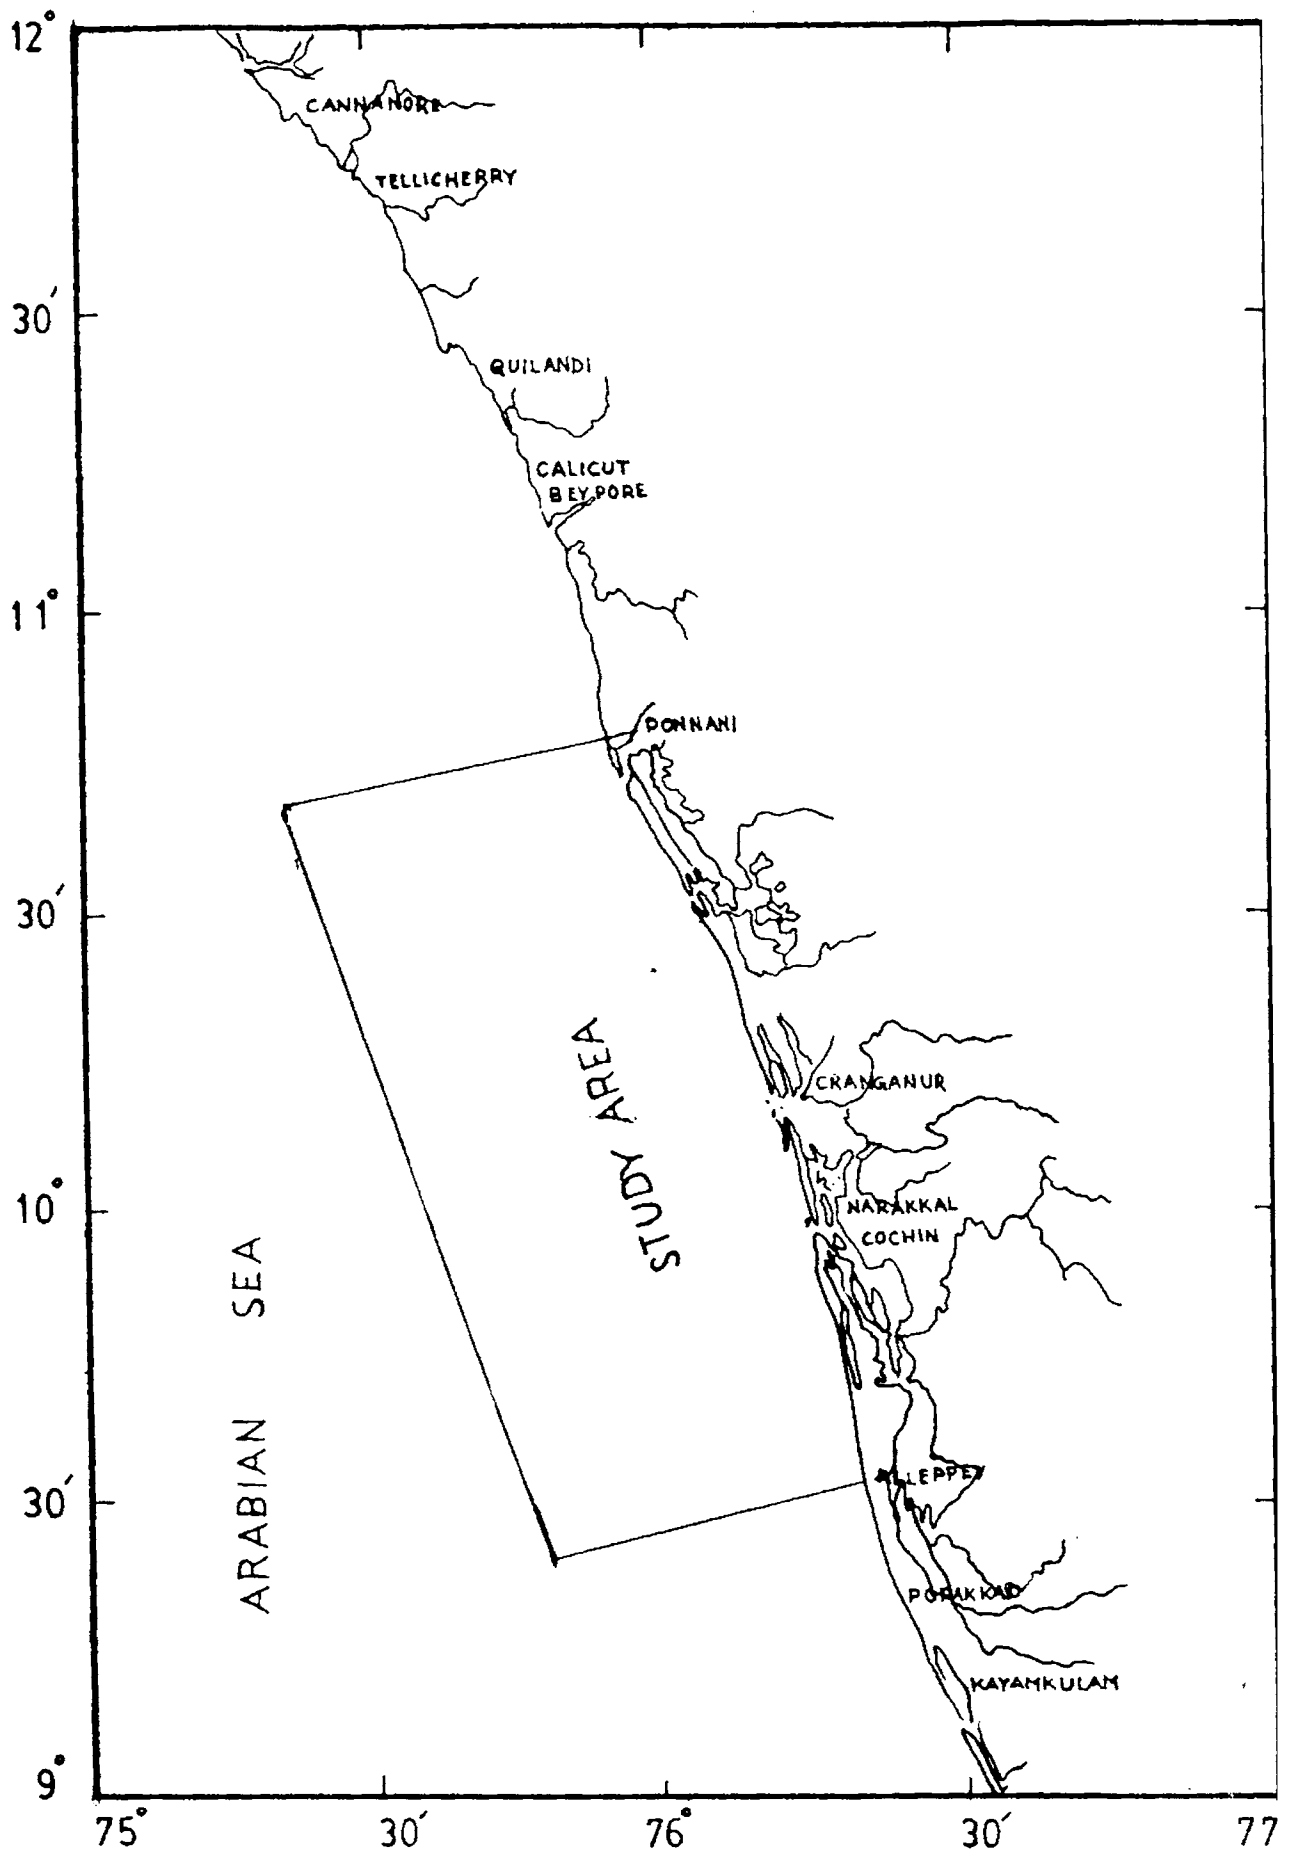 12°
CANNANORE
TELLICHERRY
30′
QUILANDI
CALICUT
BEYPORE
11°
PONNANI
30′
STUDY AREA
CRANGANUR
10°
NARAKKAL
COCHIN
ARABIAN SEA
ALLEPPEY
30′
PORAKKAD
KAYAMKULAM
9°
75° 30′ 76° 30′ 77